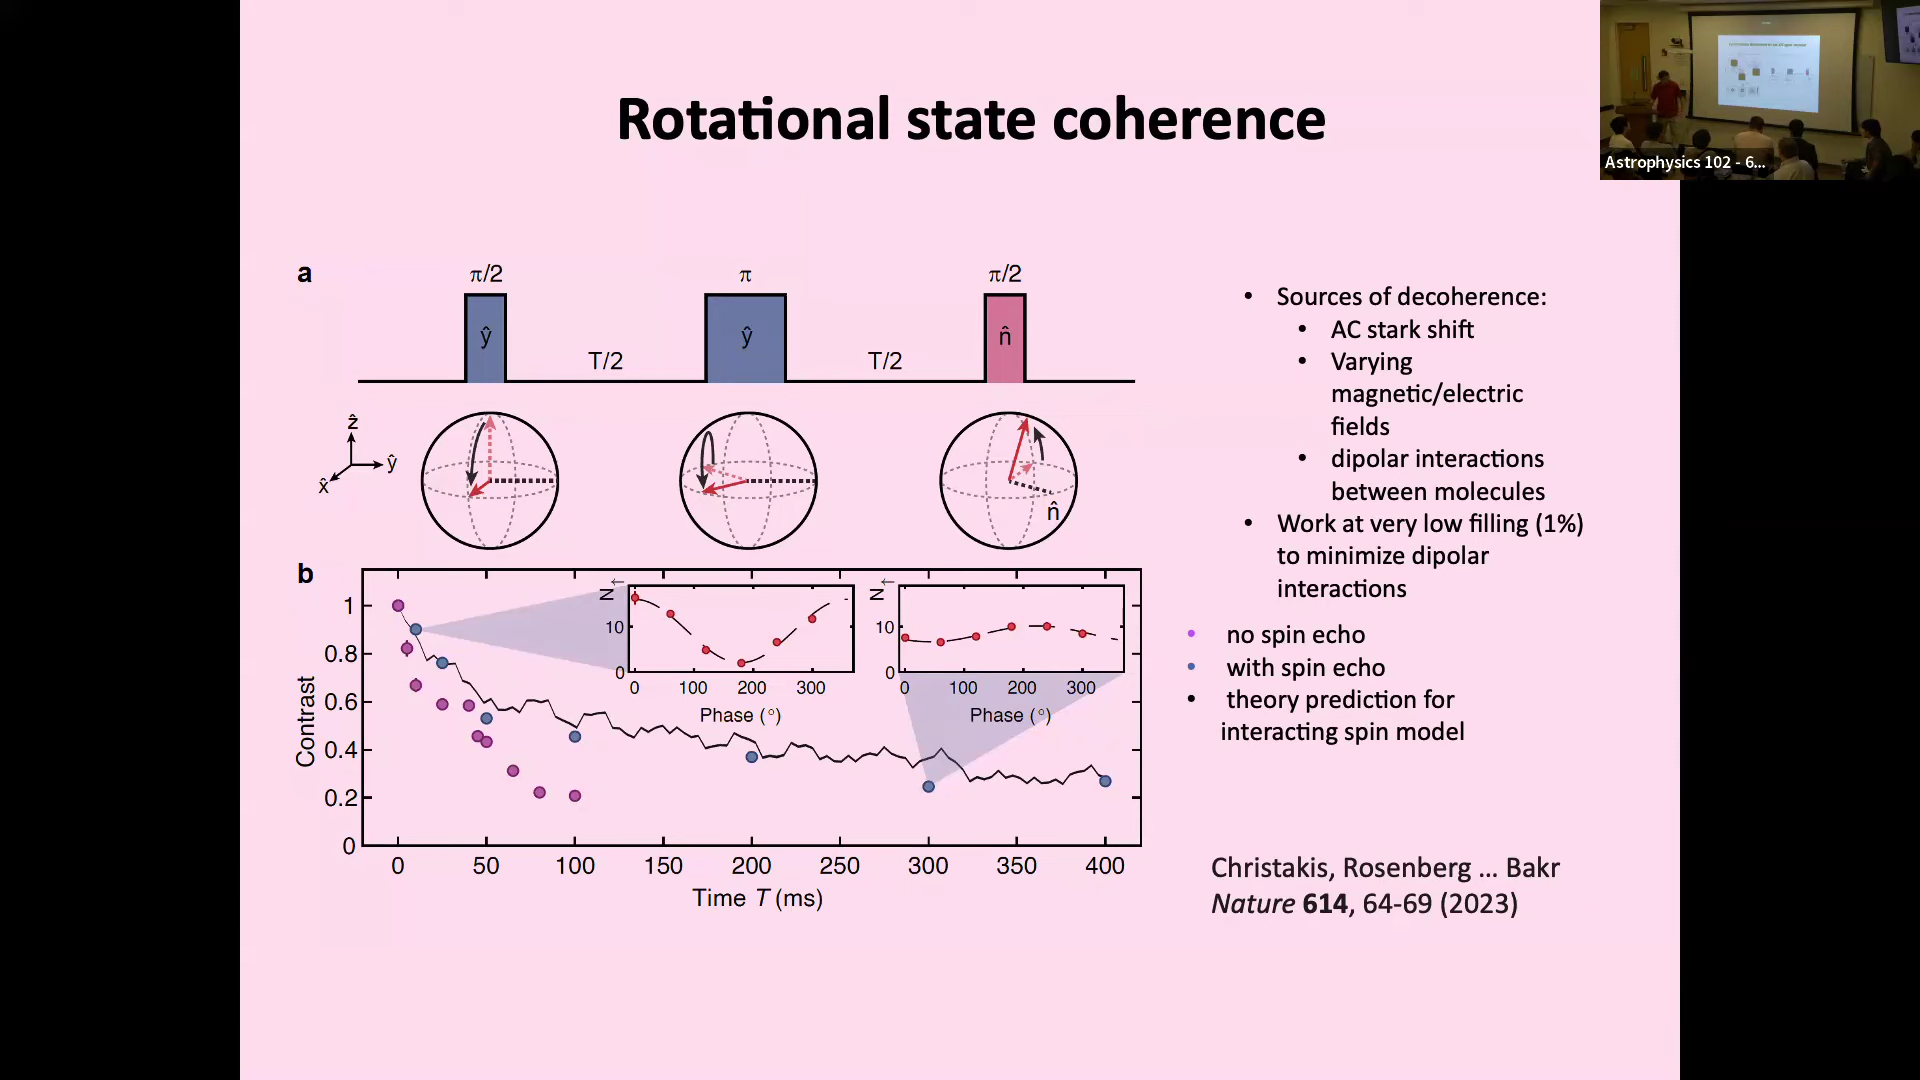 Rotational state coherence
Astrophysics 102 - 6...
a
π/2
π
π/2
ŷ
ŷ
n̂
T/2
T/2
ẑ
ŷ
x̂
n̂
b
Contrast
1
0.8
0.6
0.4
0.2
0
0
50
100
150
200
250
300
350
400
Time T (ms)
N↑
10
0
0
100
200
300
Phase (°)
N↑
10
0
0
100
200
300
Phase (°)
• Sources of decoherence:
• AC stark shift
• Varying
magnetic/electric
fields
• dipolar interactions
between molecules
• Work at very low filling (1%)
to minimize dipolar
interactions
• no spin echo
• with spin echo
• theory prediction for
interacting spin model
Christakis, Rosenberg ... Bakr
Nature 614, 64-69 (2023)